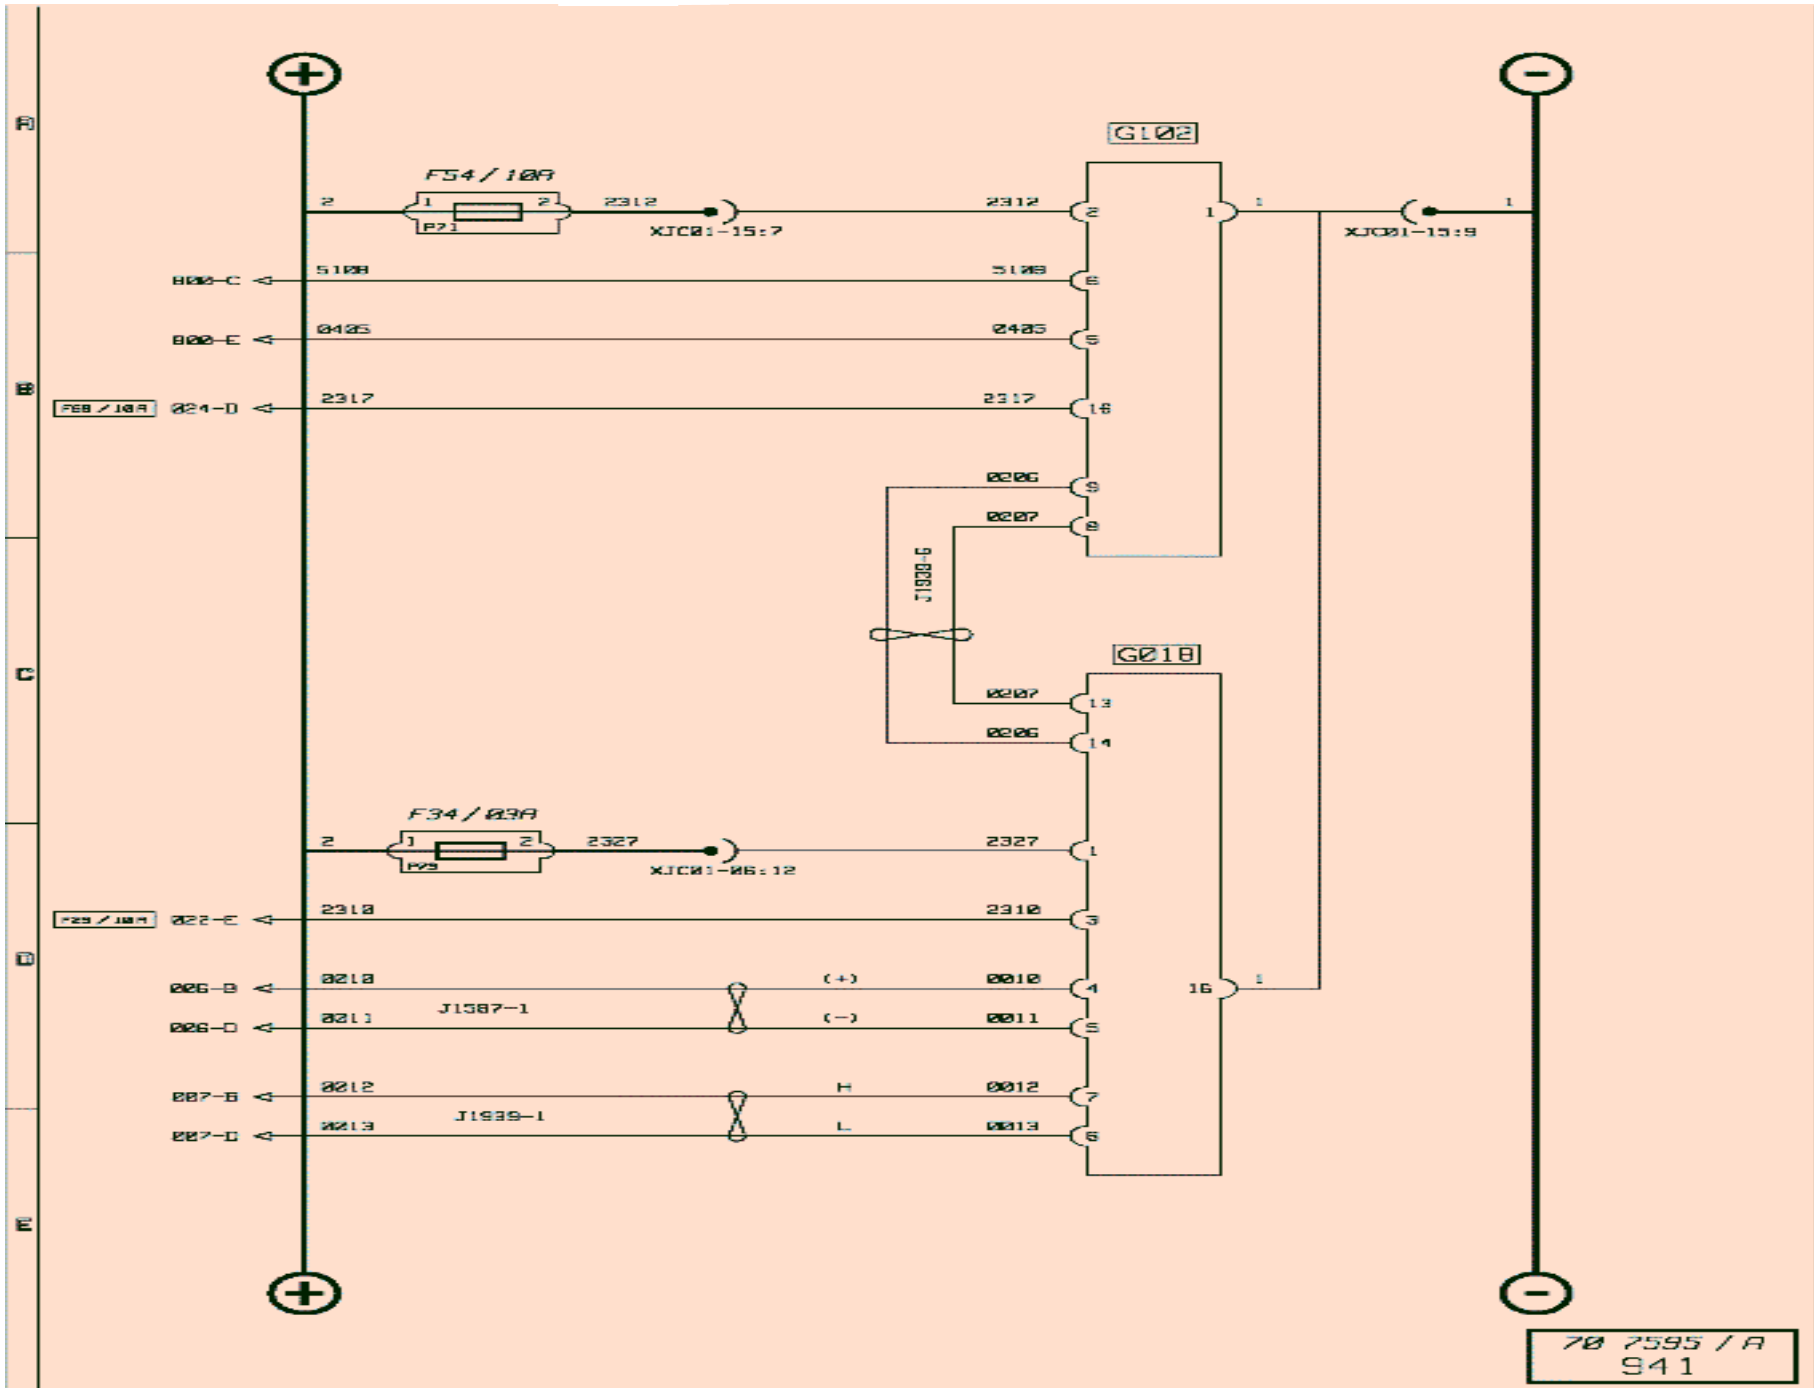 A
G102
F54/10A
2 1 2 2312 2312 2 1 1 1
P71 XJC01-15:7 XJC01-15:9
5108 5108
800-C 6
0405 0405
800-E 5
B
2317 2317
F68/10A 024-D 16
0206
9
0207
8
J1939-6
G018
C
0207
13
0206
14
F34/03A
2 1 2 2327 2327
1
P79 XJC01-06:12
2310 2310
022-E 3
D
0010 (+) 0010
006-B 4 16 1
J1587-1
0011 (-) 0011
006-D 5
0012 H 0012
007-B 7
J1939-1
0013 L 0013
007-D 6
E
70 7595 / A
941